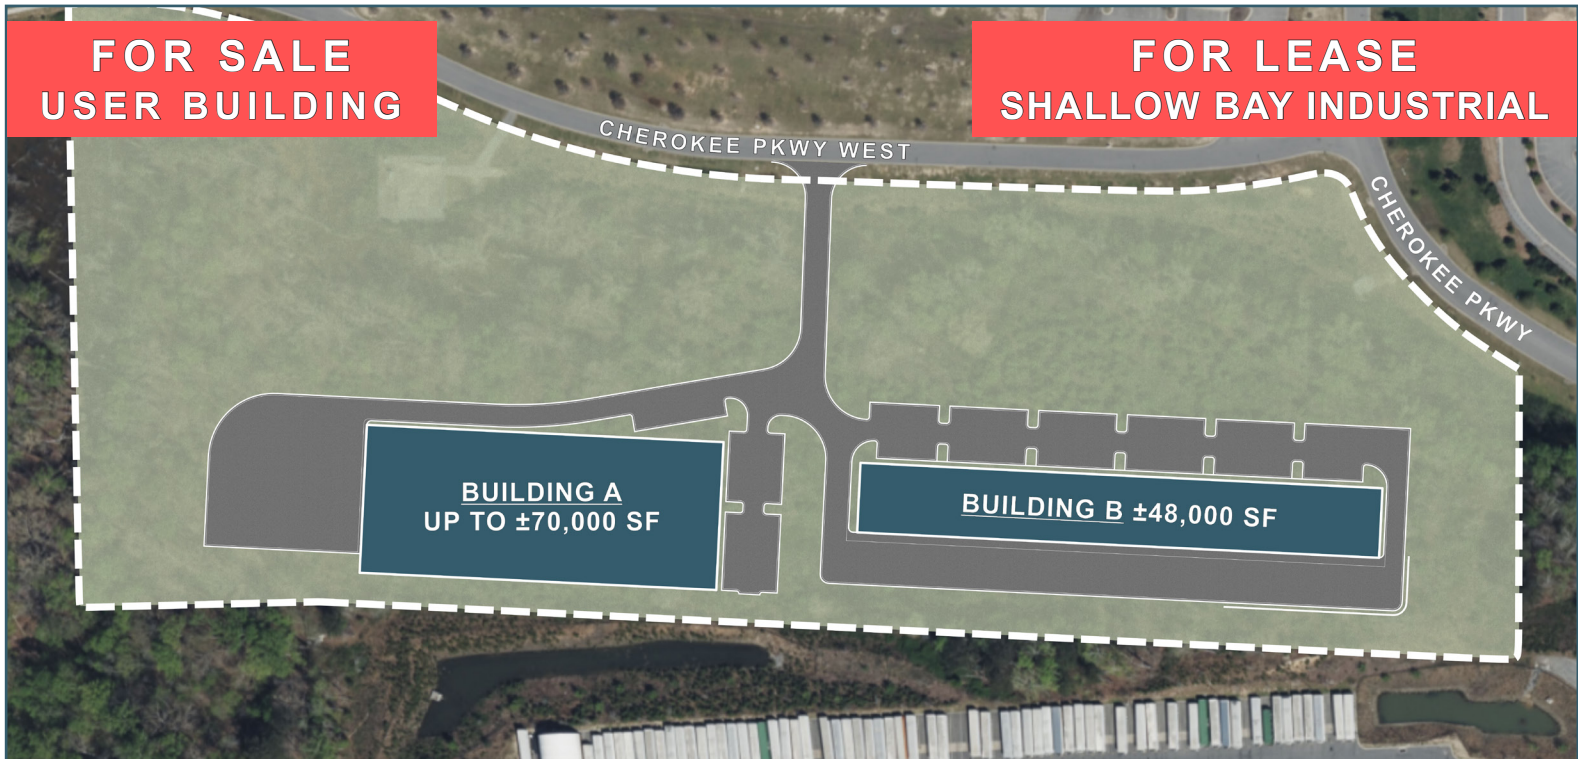 FOR SALE
USER BUILDING
FOR LEASE
SHALLOW BAY INDUSTRIAL
CHEROKEE PKWY WEST
CHEROKEE PKWY
BUILDING A
UP TO ±70,000 SF
BUILDING B ±48,000 SF